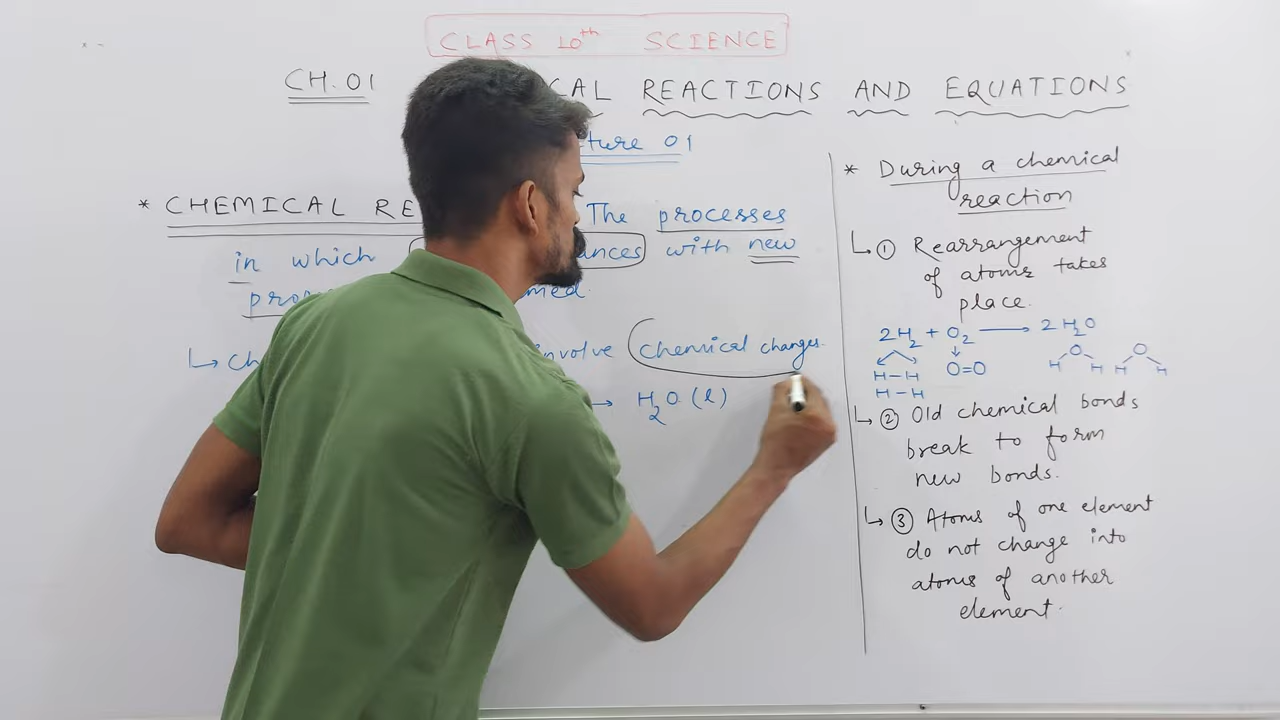 CLASS 10th SCIENCE
CH.01 CAL REACTIONS AND EQUATIONS
ture 01
* CHEMICAL RE The processes
in which ances with new
prop med.
↳ ch involve chemical changes.
→ H2O (l)
* During a chemical
reaction
↳ ① Rearrangement
of atoms takes
place.
2H2 + O2 → 2H2O
H-H O=O O O
H-H H H H H
↳ ② Old chemical bonds
break to form
new bonds.
↳ ③ Atoms of one element
do not change into
atoms of another
element.